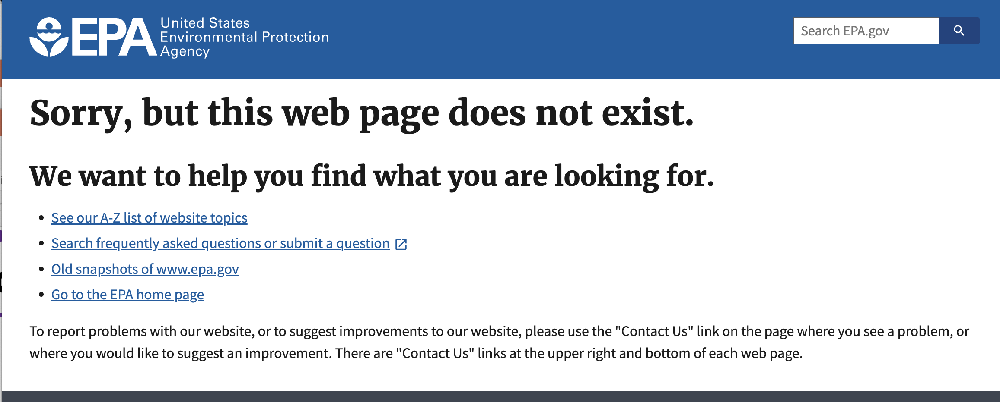 EPA United States
Environmental Protection
Agency
Search EPA.gov
Sorry, but this web page does not exist.
We want to help you find what you are looking for.
See our A-Z list of website topics
Search frequently asked questions or submit a question
Old snapshots of www.epa.gov
Go to the EPA home page
To report problems with our website, or to suggest improvements to our website, please use the "Contact Us" link on the page where you see a problem, or
where you would like to suggest an improvement. There are "Contact Us" links at the upper right and bottom of each web page.